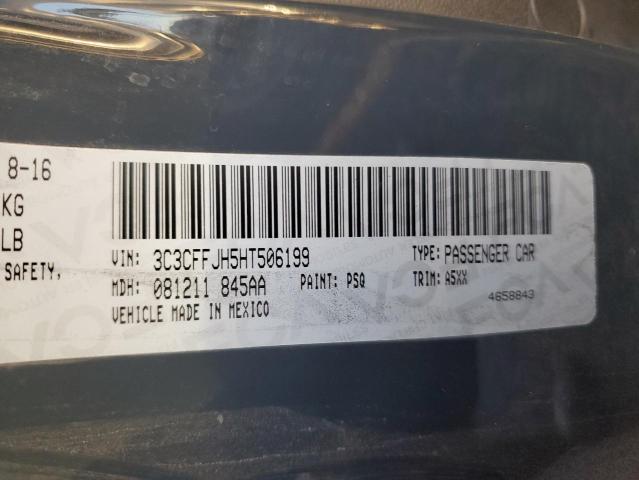 8-16
KG
LB
SAFETY,
VIN: 3C3CFFJH5HT506199 TYPE: PASSENGER CAR
MDH: 081211 845AA PAINT: PSQ TRIM: A5XX
VEHICLE MADE IN MEXICO 4658843